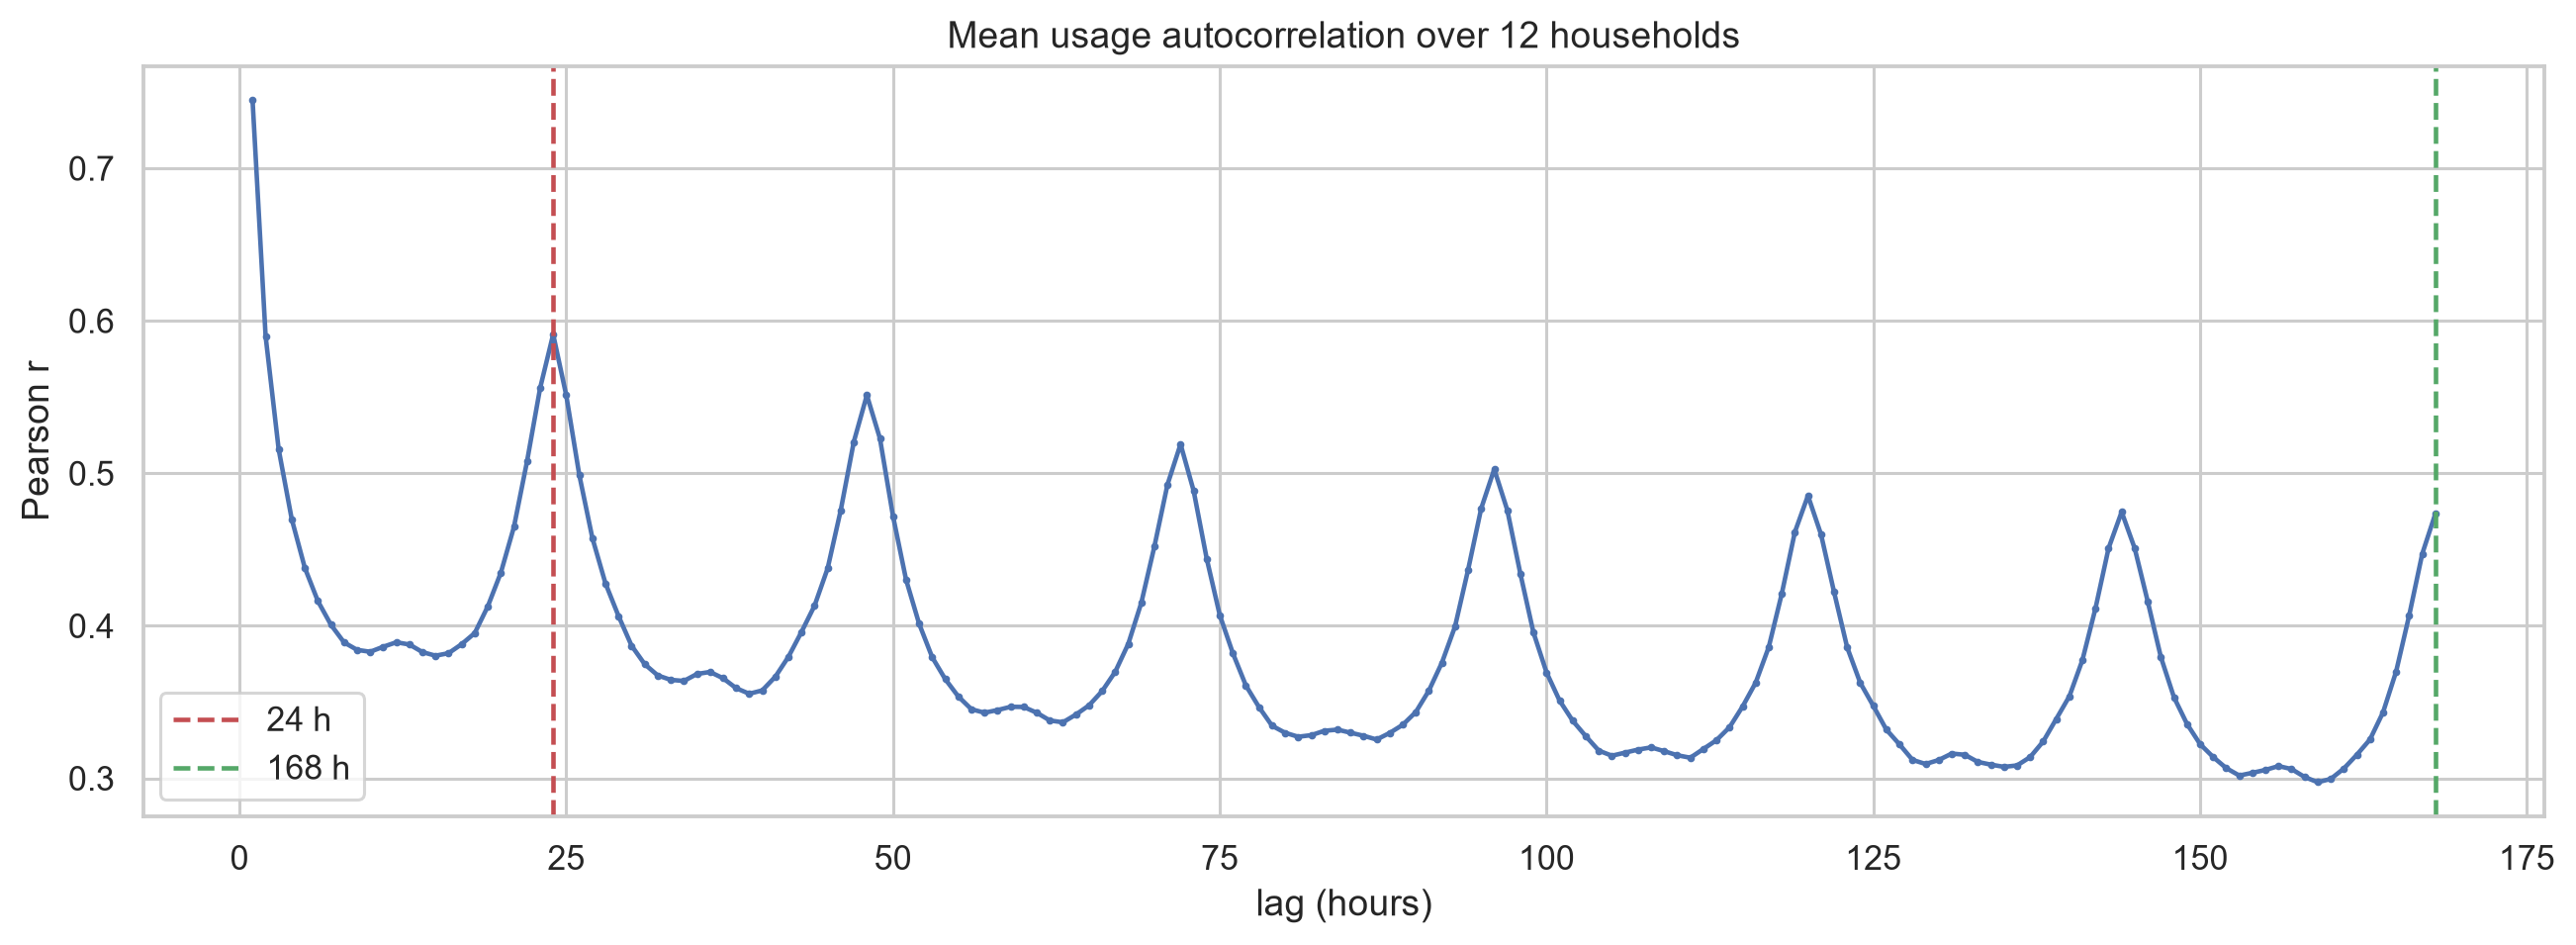 Mean usage autocorrelation over 12 households
Pearson r
0.7
0.6
0.5
0.4
0.3
24 h
168 h
0 25 50 75 100 125 150 175
lag (hours)